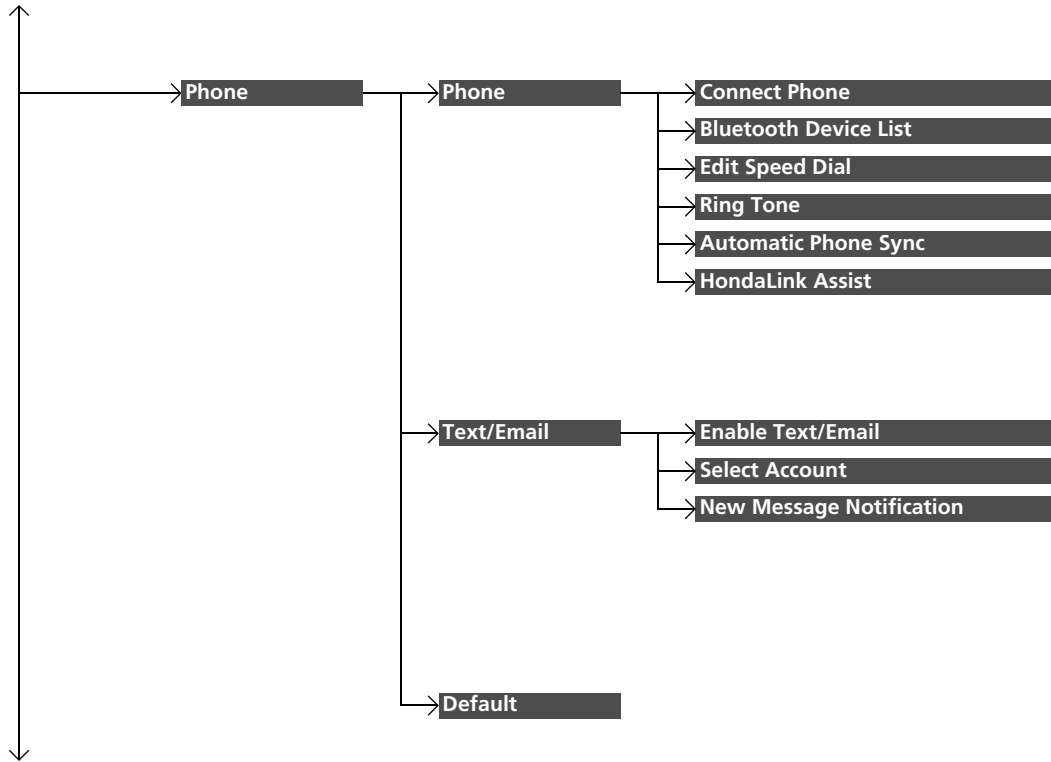 Phone
Phone
Connect Phone
Bluetooth Device List
Edit Speed Dial
Ring Tone
Automatic Phone Sync
HondaLink Assist
Text/Email
Enable Text/Email
Select Account
New Message Notification
Default